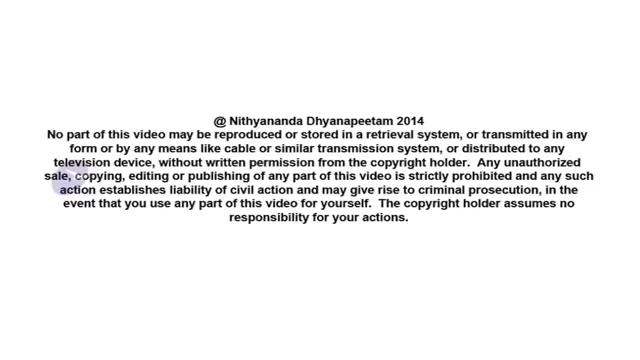 @ Nithyananda Dhyanapeetam 2014
No part of this video may be reproduced or stored in a retrieval system, or transmitted in any
form or by any means like cable or similar transmission system, or distributed to any
television device, without written permission from the copyright holder.  Any unauthorized
sale, copying, editing or publishing of any part of this video is strictly prohibited and any such
action establishes liability of civil action and may give rise to criminal prosecution, in the
event that you use any part of this video for yourself.  The copyright holder assumes no
responsibility for your actions.